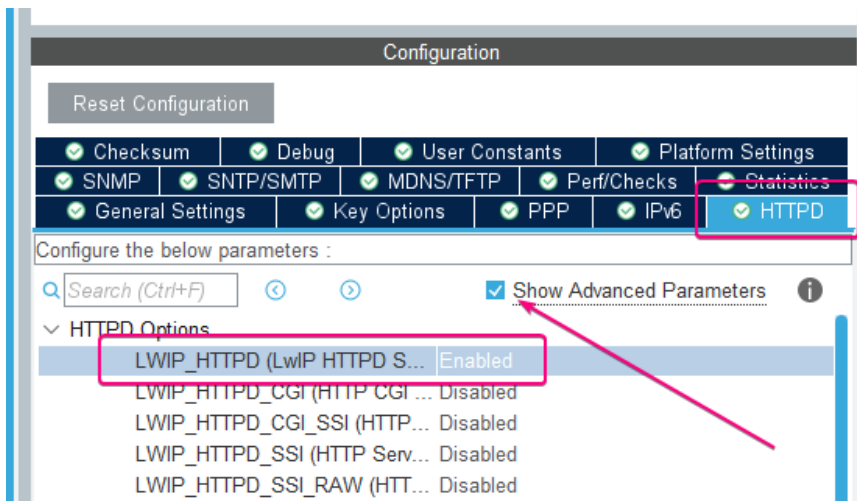 Configuration
Reset Configuration
Checksum Debug User Constants Platform Settings
SNMP SNTP/SMTP MDNS/TFTP Perf/Checks Statistics
General Settings Key Options PPP IPv6 HTTPD
Configure the below parameters :
Search (Ctrl+F) Show Advanced Parameters
HTTPD Options
LWIP_HTTPD (LwIP HTTPD S... Enabled
LWIP_HTTPD_CGI (HTTP CGI ... Disabled
LWIP_HTTPD_CGI_SSI (HTTP... Disabled
LWIP_HTTPD_SSI (HTTP Serv... Disabled
LWIP_HTTPD_SSI_RAW (HTT... Disabled